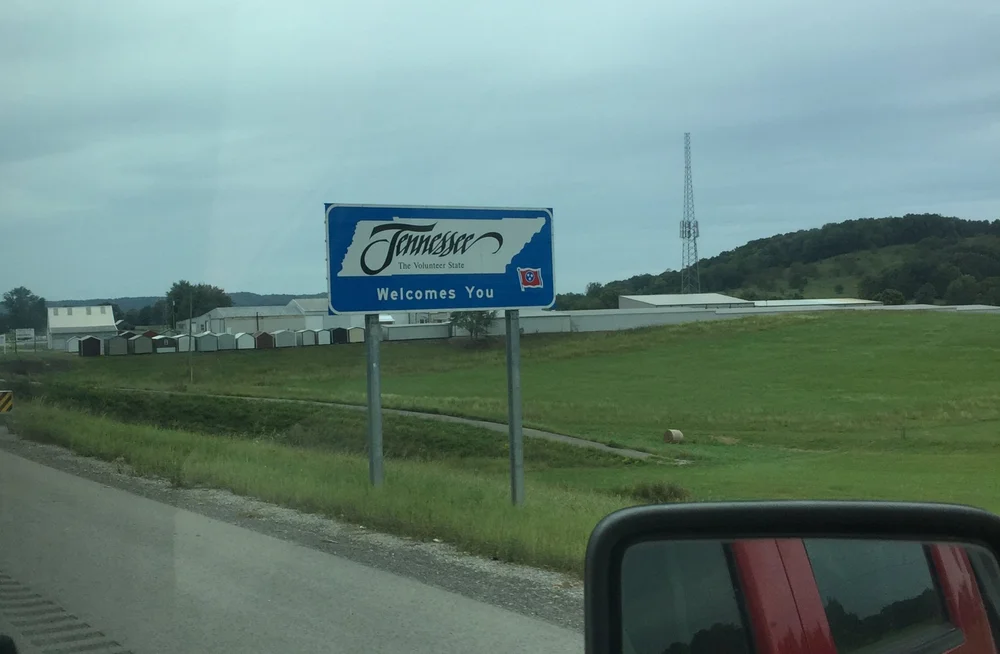 Tennessee
The Volunteer State
Welcomes You